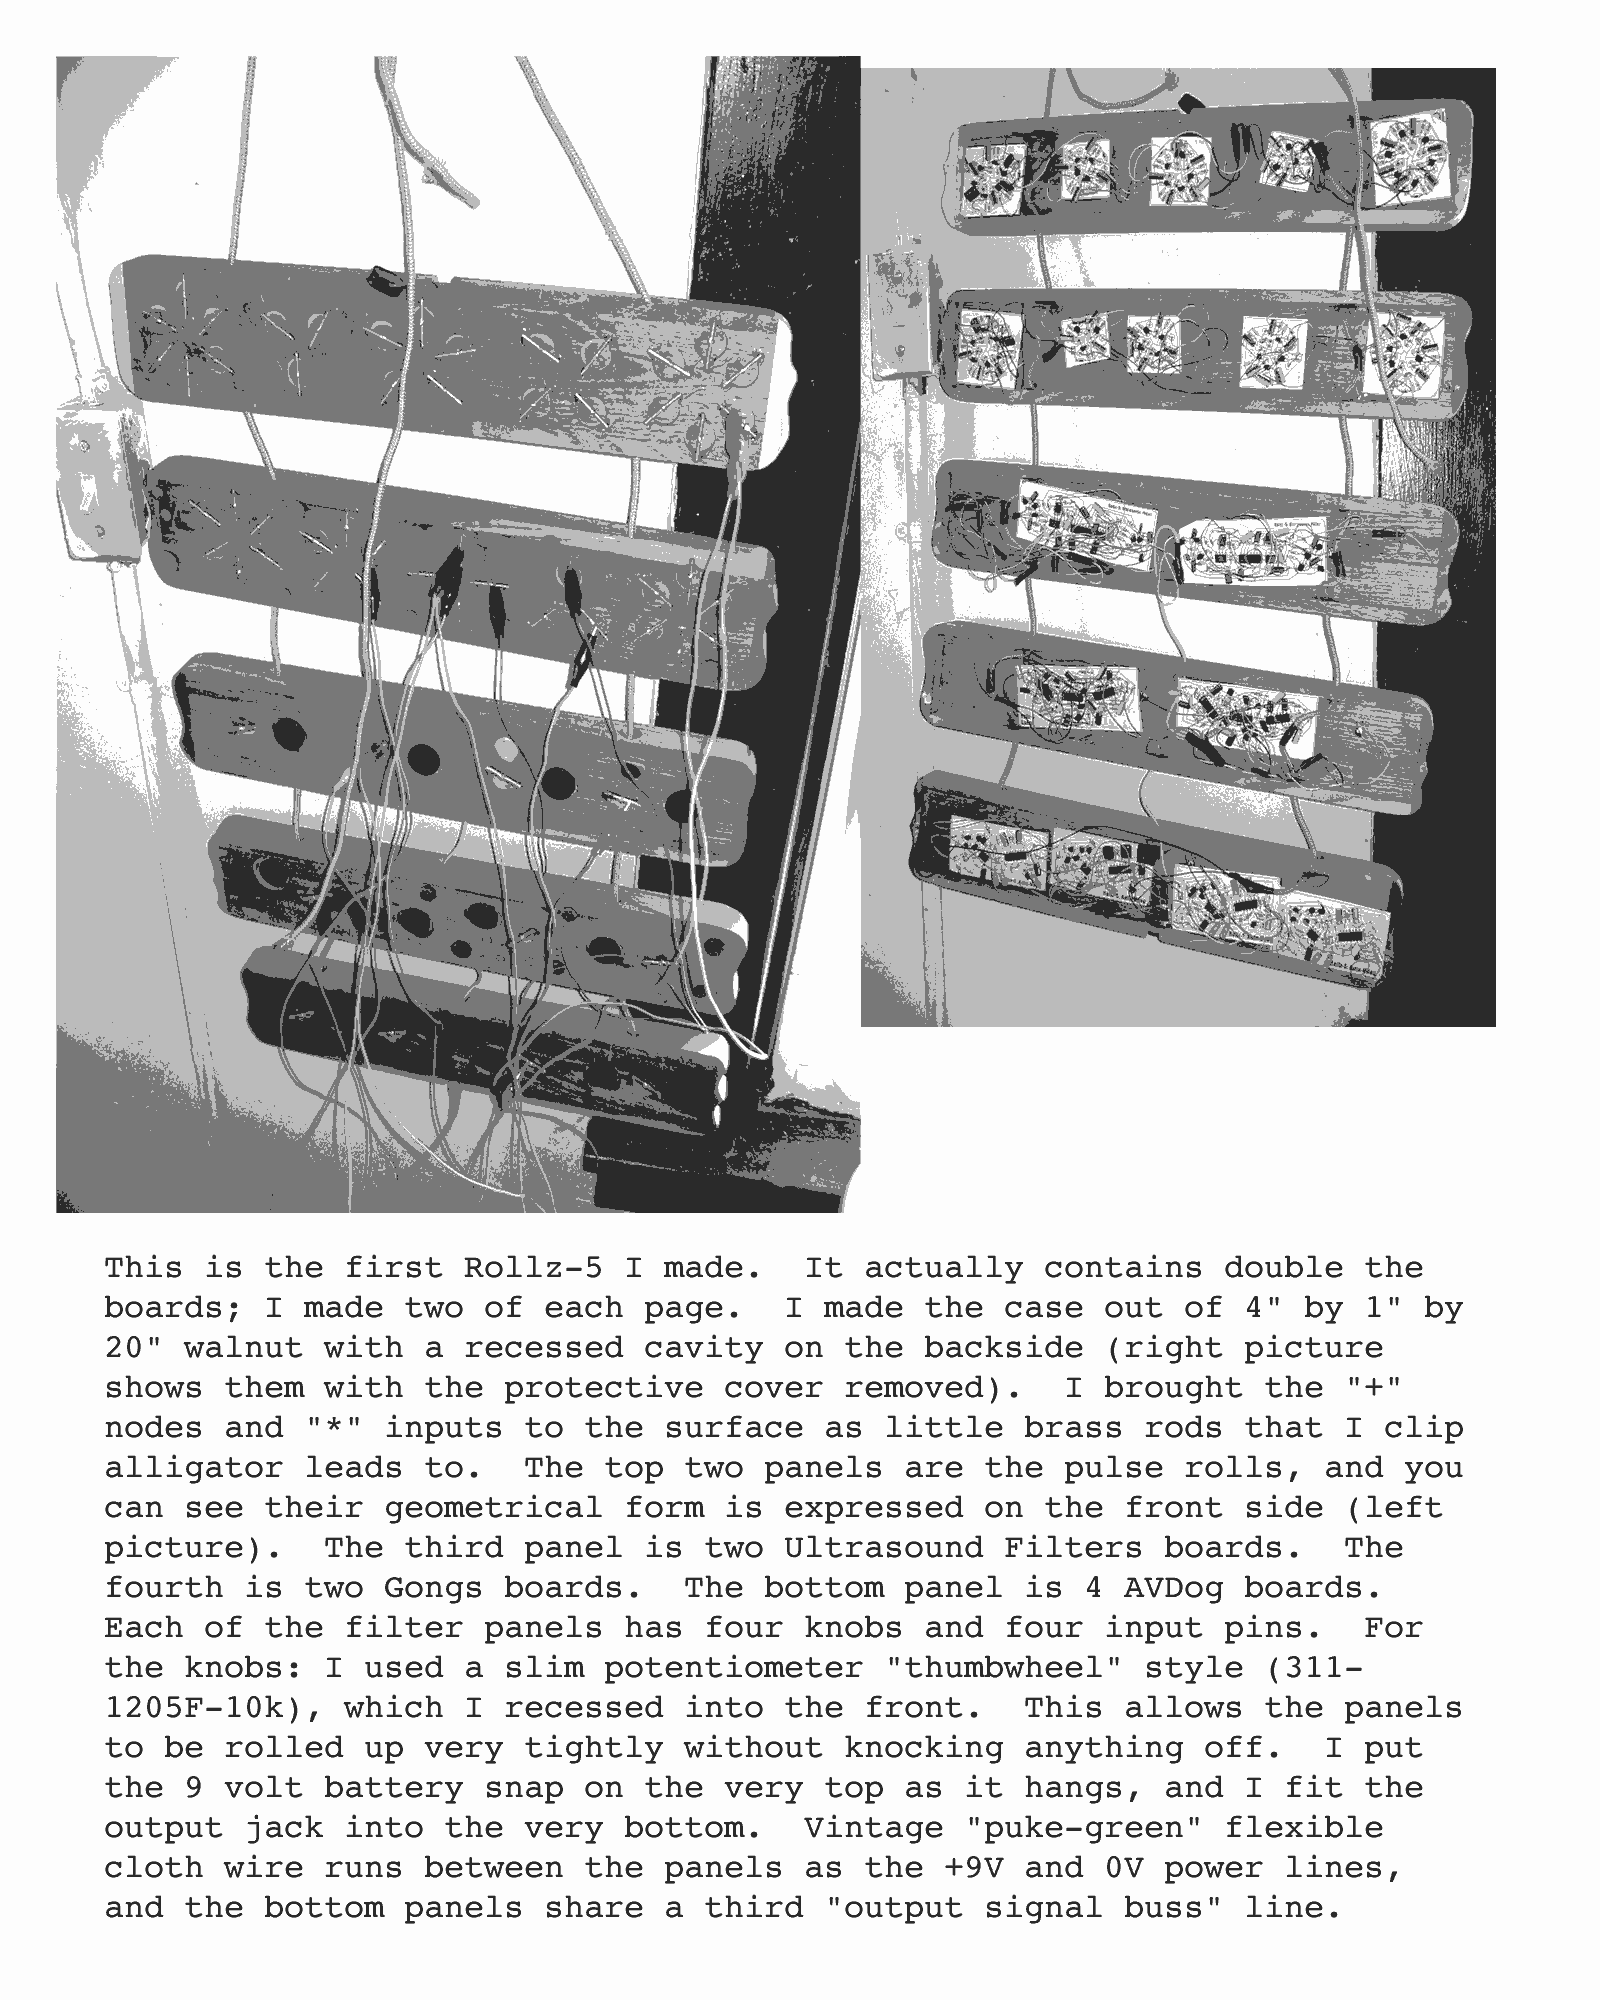 This is the first Rollz-5 I made.  It actually contains double the
boards; I made two of each page.  I made the case out of 4" by 1" by
20" walnut with a recessed cavity on the backside (right picture
shows them with the protective cover removed).  I brought the "+"
nodes and "*" inputs to the surface as little brass rods that I clip
alligator leads to.  The top two panels are the pulse rolls, and you
can see their geometrical form is expressed on the front side (left
picture).  The third panel is two Ultrasound Filters boards.  The
fourth is two Gongs boards.  The bottom panel is 4 AVDog boards.
Each of the filter panels has four knobs and four input pins.  For
the knobs: I used a slim potentiometer "thumbwheel" style (311-
1205F-10k), which I recessed into the front.  This allows the panels
to be rolled up very tightly without knocking anything off.  I put
the 9 volt battery snap on the very top as it hangs, and I fit the
output jack into the very bottom.  Vintage "puke-green" flexible
cloth wire runs between the panels as the +9V and 0V power lines,
and the bottom panels share a third "output signal buss" line.